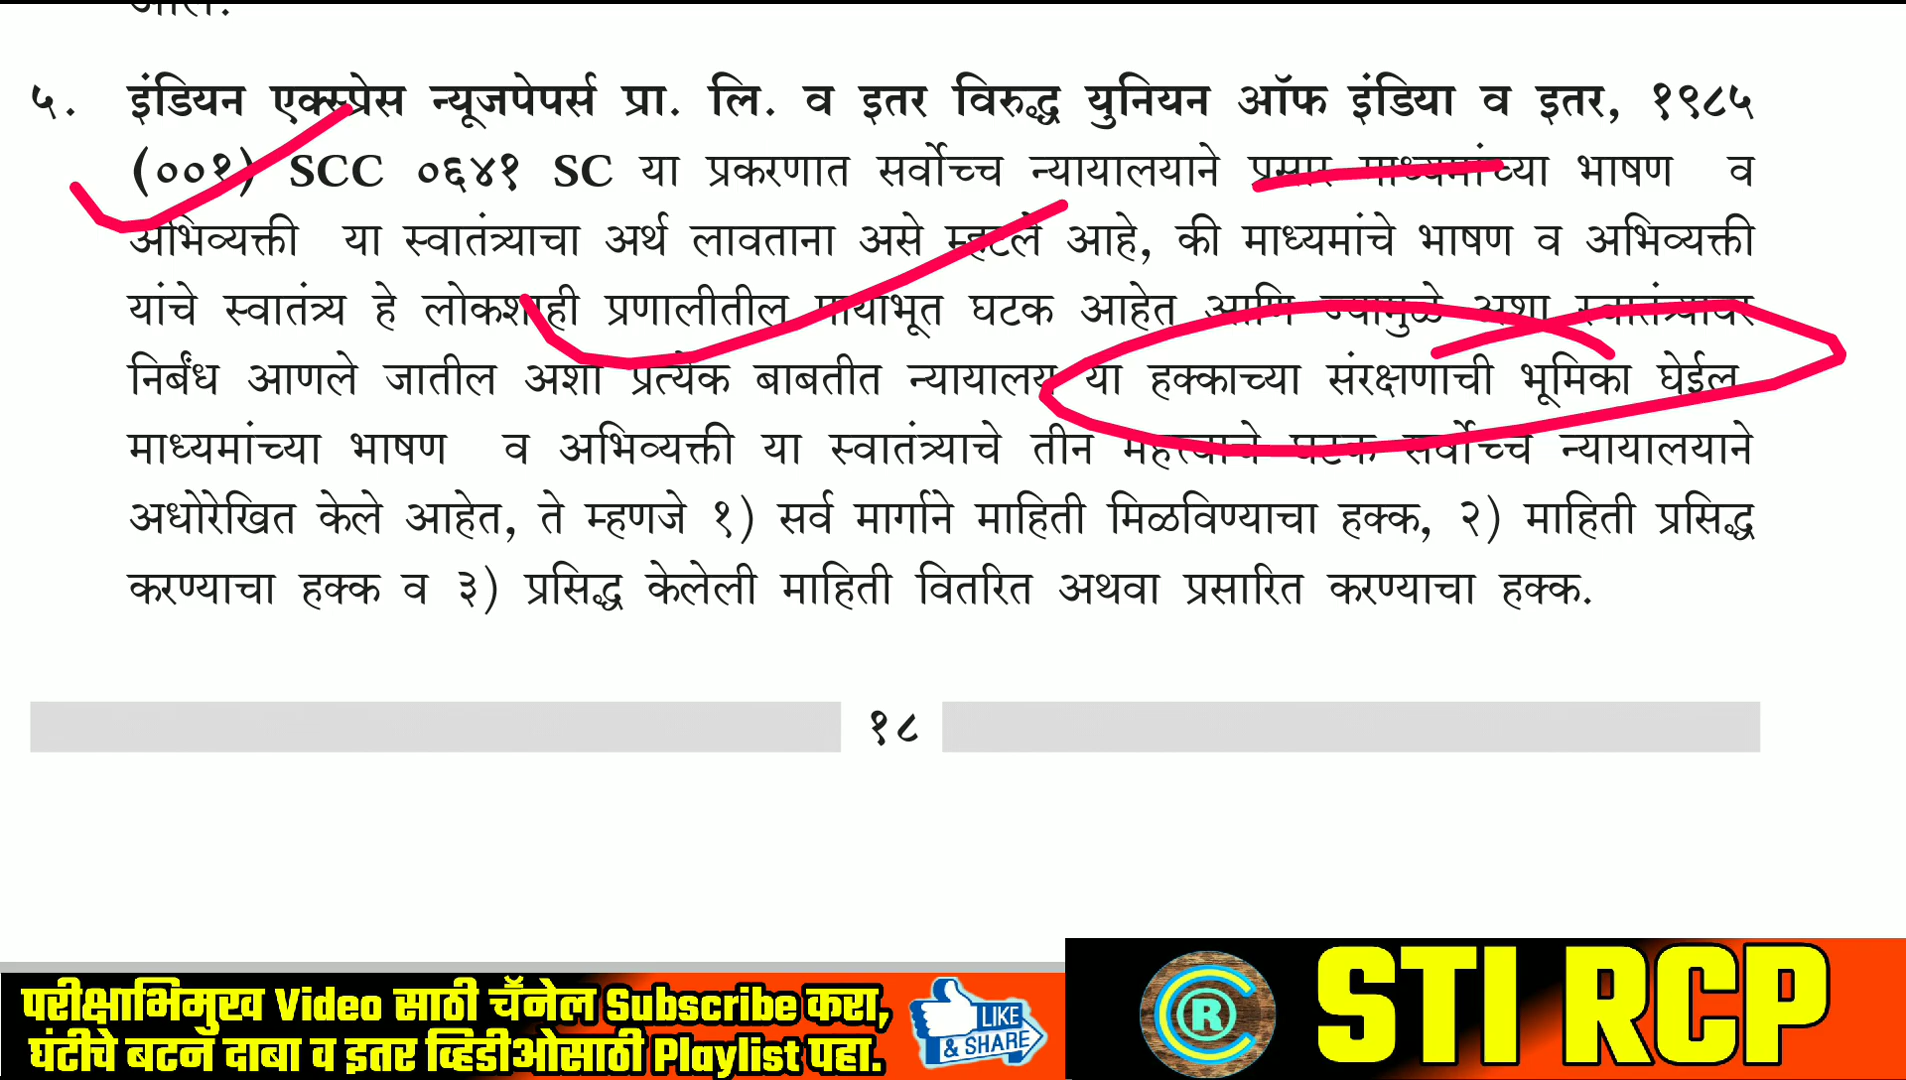 ५. इंडियन एक्स्प्रेस न्यूजपेपर्स प्रा. लि. व इतर विरुद्ध युनियन ऑफ इंडिया व इतर, १९८५
(००१) SCC ०६४१ SC या प्रकरणात सर्वोच्च न्यायालयाने प्रसार माध्यमांच्या भाषण व
अभिव्यक्ती या स्वातंत्र्याचा अर्थ लावताना असे म्हटले आहे, की माध्यमांचे भाषण व अभिव्यक्ती
यांचे स्वातंत्र्य हे लोकशाही प्रणालीतील पायाभूत घटक आहेत आणि ज्यामुळे अशा स्वातंत्र्यावर
निर्बंध आणले जातील अशा प्रत्येक बाबतीत न्यायालय या हक्काच्या संरक्षणाची भूमिका घेईल
माध्यमांच्या भाषण व अभिव्यक्ती या स्वातंत्र्याचे तीन महत्त्वाचे घटक सर्वोच्च न्यायालयाने
अधोरेखित केले आहेत, ते म्हणजे १) सर्व मार्गाने माहिती मिळविण्याचा हक्क, २) माहिती प्रसिद्ध
करण्याचा हक्क व ३) प्रसिद्ध केलेली माहिती वितरित अथवा प्रसारित करण्याचा हक्क.
१८
परीक्षाभिमुख Video साठी चॅनेल Subscribe करा,
घंटीचे बटन दाबा व इतर व्हिडीओसाठी Playlist पहा.
LIKE
& SHARE
R
STI RCP